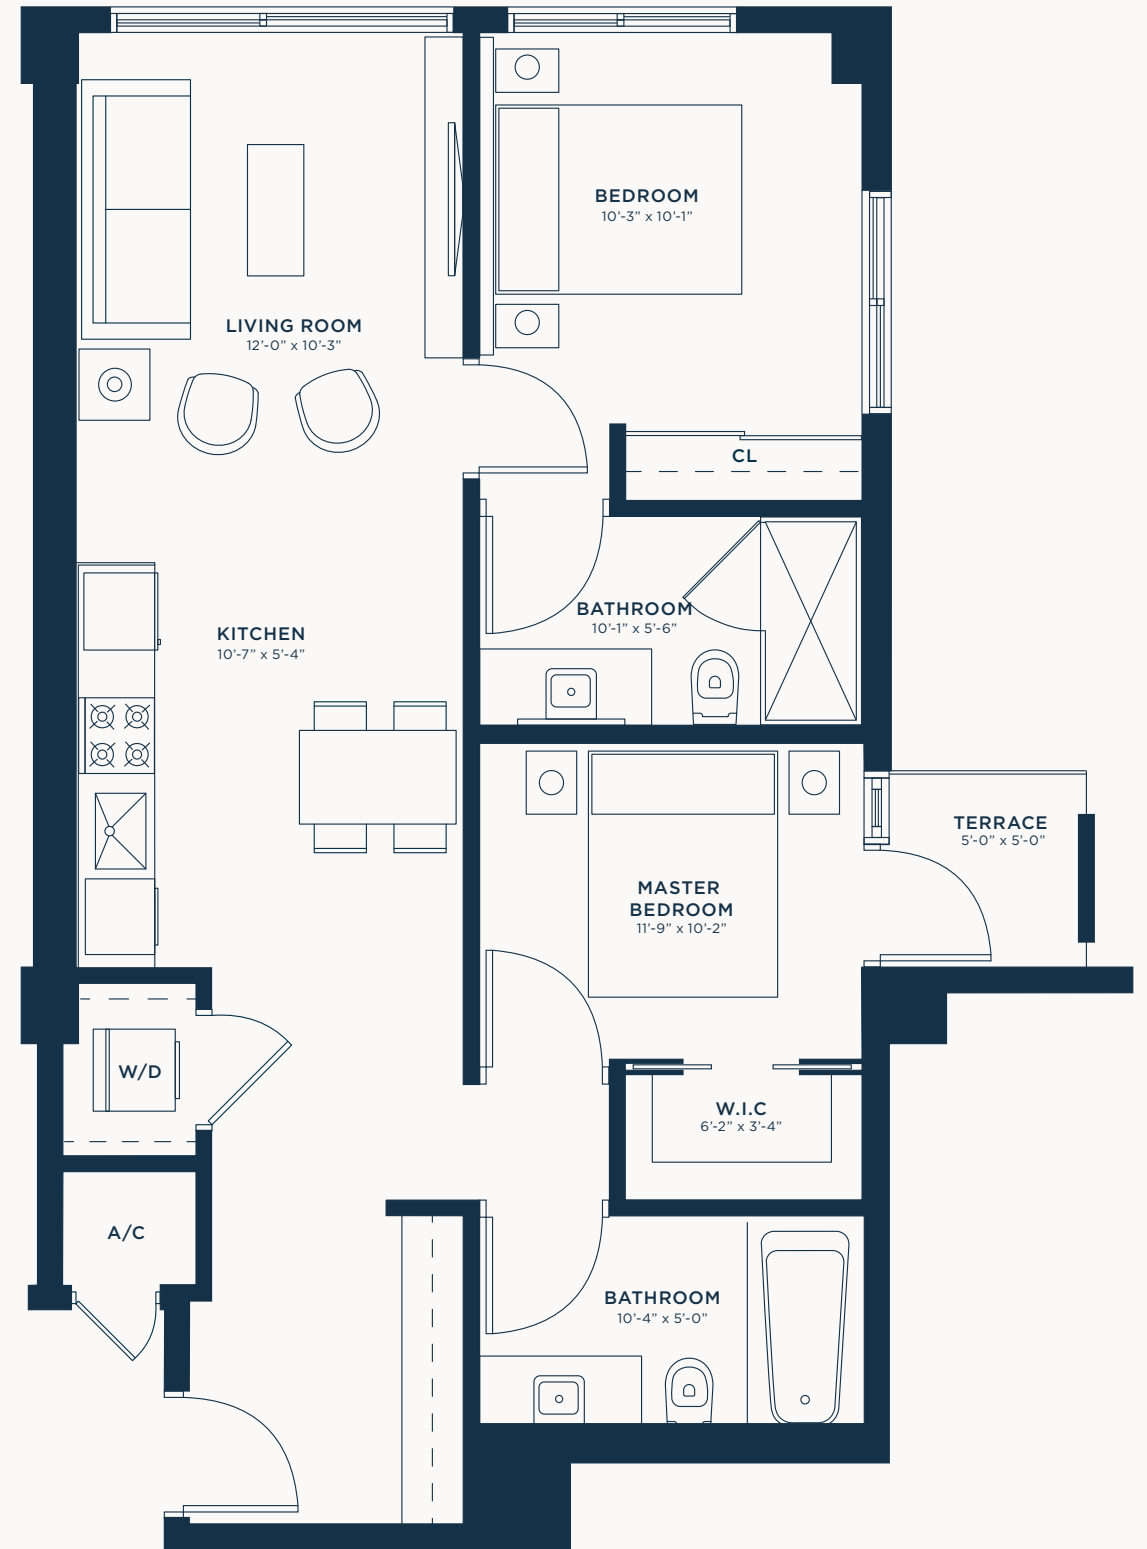 BEDROOM
10'-3” x 10'-1”
LIVING ROOM
12'-0” x 10'-3”
CL
BATHROOM
10'-1” x 5'-6”
KITCHEN
10'-7” x 5'-4”
TERRACE
5'-0” x 5'-0”
MASTER
BEDROOM
11'-9” x 10'-2”
W/D
W.I.C
6'-2” x 3'-4”
A/C
BATHROOM
10'-4” x 5'-0”